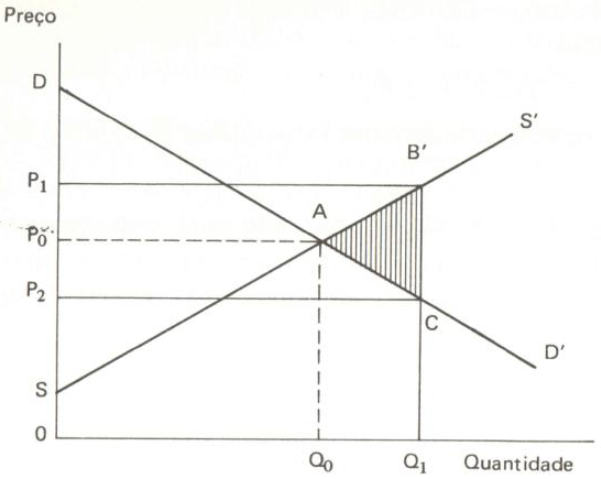 Preço
D
S'
B'
P₁
A
P₀
P₂
C
D'
S
0
Q₀ Q₁ Quantidade